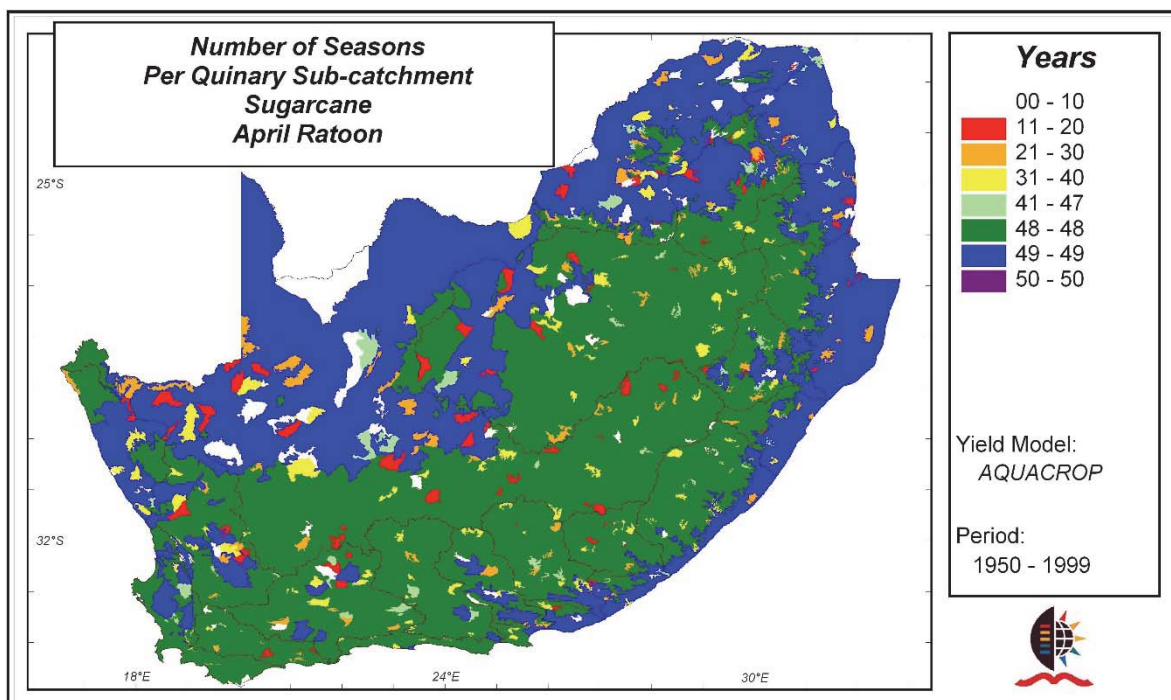 Number of Seasons
Per Quinary Sub-catchment
Sugarcane
April Ratoon
Years
00 - 10
11 - 20
21 - 30
31 - 40
41 - 47
48 - 48
49 - 49
50 - 50
Yield Model:
AQUACROP
Period:
1950 - 1999
25°S
32°S
18°E
24°E
30°E